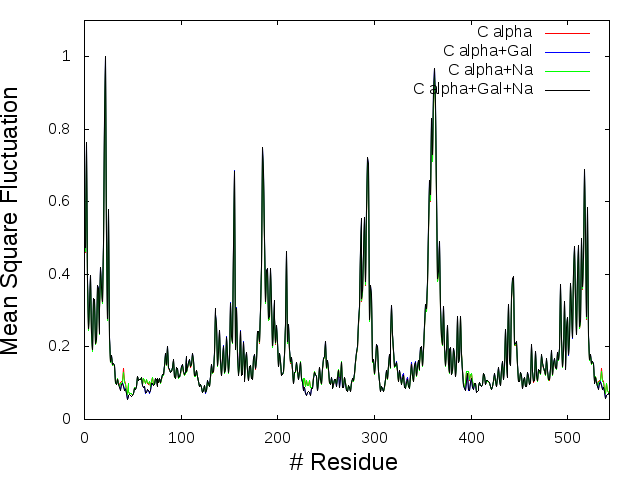 C alpha
C alpha+Gal
C alpha+Na
C alpha+Gal+Na
1
0.8
0.6
0.4
0.2
0
Mean Square Fluctuation
0 100 200 300 400 500
# Residue